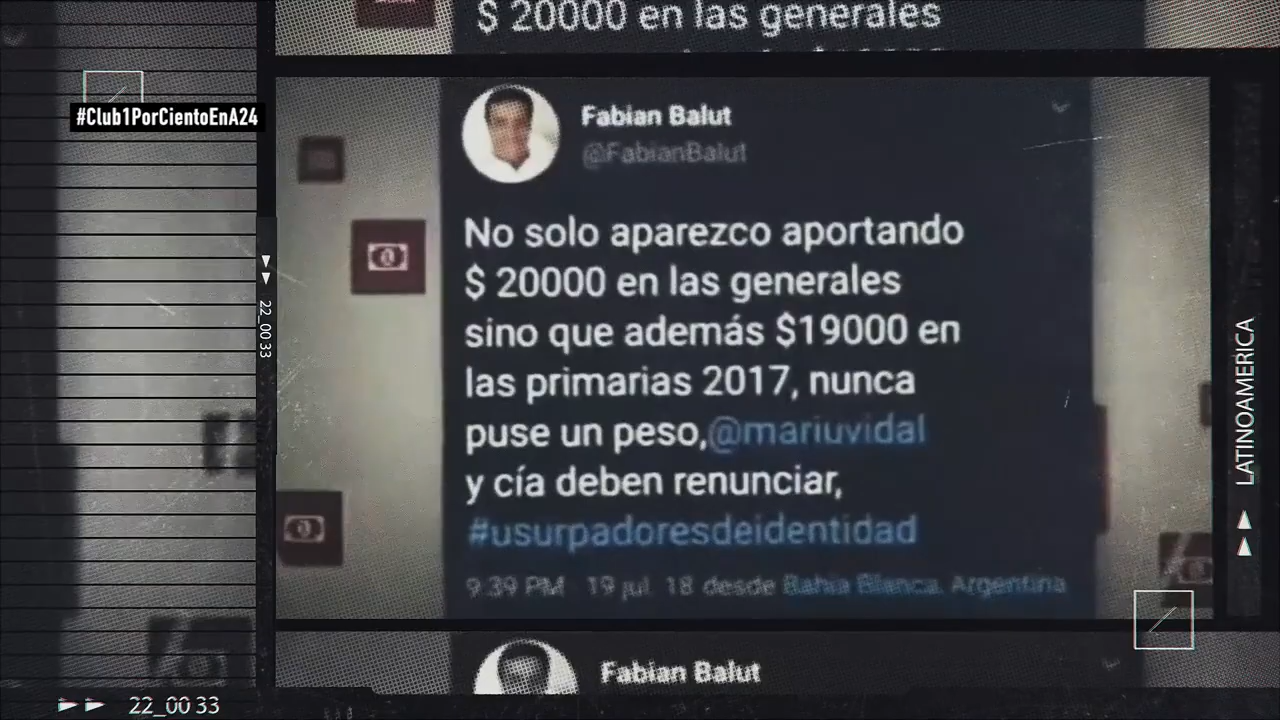 $ 20000 en las generales
#Club1PorCientoEnA24
Fabian Balut
@FabianBalut
No solo aparezco aportando
$ 20000 en las generales
sino que además $19000 en
las primarias 2017, nunca
puse un peso,@mariuvidal
y cía deben renunciar,
#usurpadoresdeidentidad
9:39 PM 19 jul. 18 desde Bahía Blanca, Argentina
22_00 33
LATINOAMERICA
Fabian Balut
22_00 33